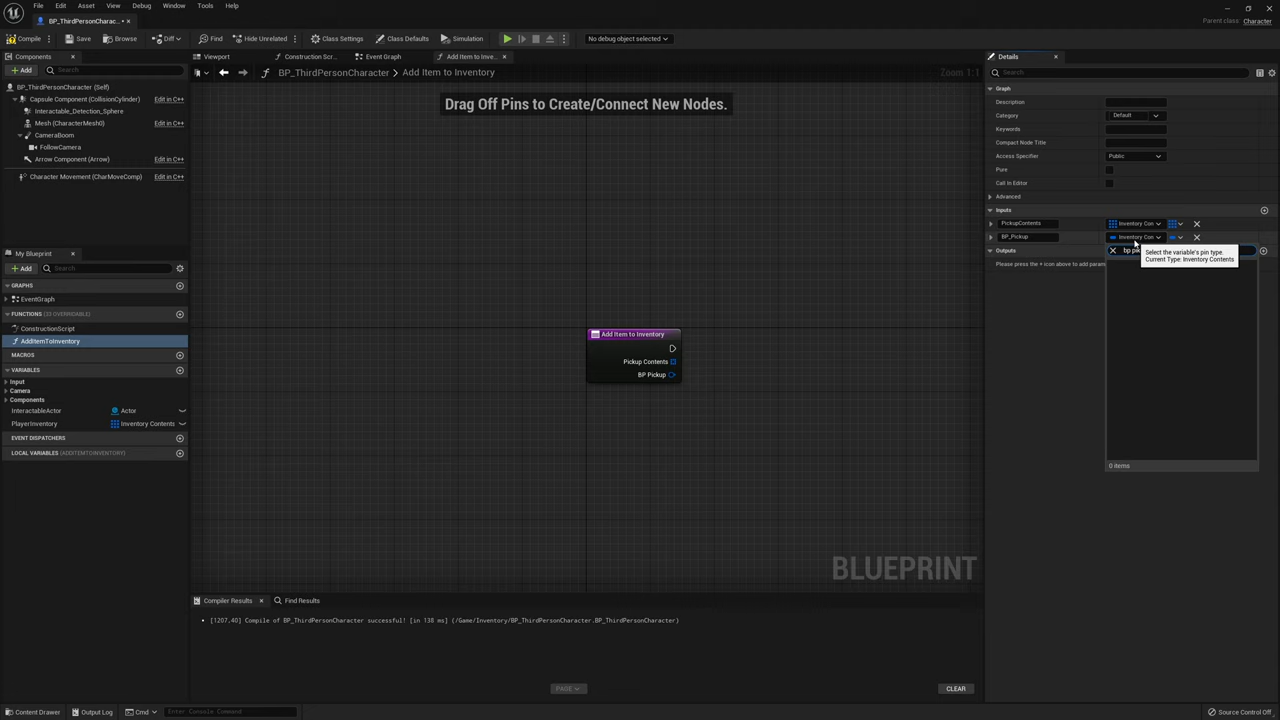 File Edit Asset View Debug Window Tools Help
BP_ThirdPersonCharac...
Parent class: Character
Compile Save Browse Diff Find Hide Unrelated Class Settings Class Defaults Simulation No debug object selected
Components
Viewport Construction Scr... Event Graph Add Item to Inve...
Details
Add Search
BP_ThirdPersonCharacter > Add Item to Inventory
Zoom 1:1
Search
BP_ThirdPersonCharacter (Self)
Capsule Component (CollisionCylinder) Edit in C++
Interactable_Detection_Sphere
Mesh (CharacterMesh0) Edit in C++
CameraBoom
FollowCamera
Arrow Component (Arrow) Edit in C++
Character Movement (CharMoveComp) Edit in C++
Drag Off Pins to Create/Connect New Nodes.
Graph
Description
Category Default
Keywords
Compact Node Title
Access Specifier Public
Pure
Call In Editor
Advanced
Inputs
PickupContents Inventory Con
BP_Pickup Inventory Con
Outputs
Please press the + icon above to add param
Select the variable's pin type.
Current Type: Inventory Contents
0 items
My Blueprint
Add Search
GRAPHS
EventGraph
FUNCTIONS (33 OVERRIDABLE)
ConstructionScript
AddItemToInventory
MACROS
VARIABLES
Input
Camera
Components
InteractableActor Actor
PlayerInventory Inventory Contents
EVENT DISPATCHERS
LOCAL VARIABLES (ADDITEMTOINVENTORY)
Add Item to Inventory
Pickup Contents
BP Pickup
BLUEPRINT
Compiler Results Find Results
[1207,40] Compile of BP_ThirdPersonCharacter successful! [in 138 ms] (/Game/Inventory/BP_ThirdPersonCharacter.BP_ThirdPersonCharacter)
PAGE
CLEAR
Content Drawer Output Log Cmd Enter Console Command
Source Control Off